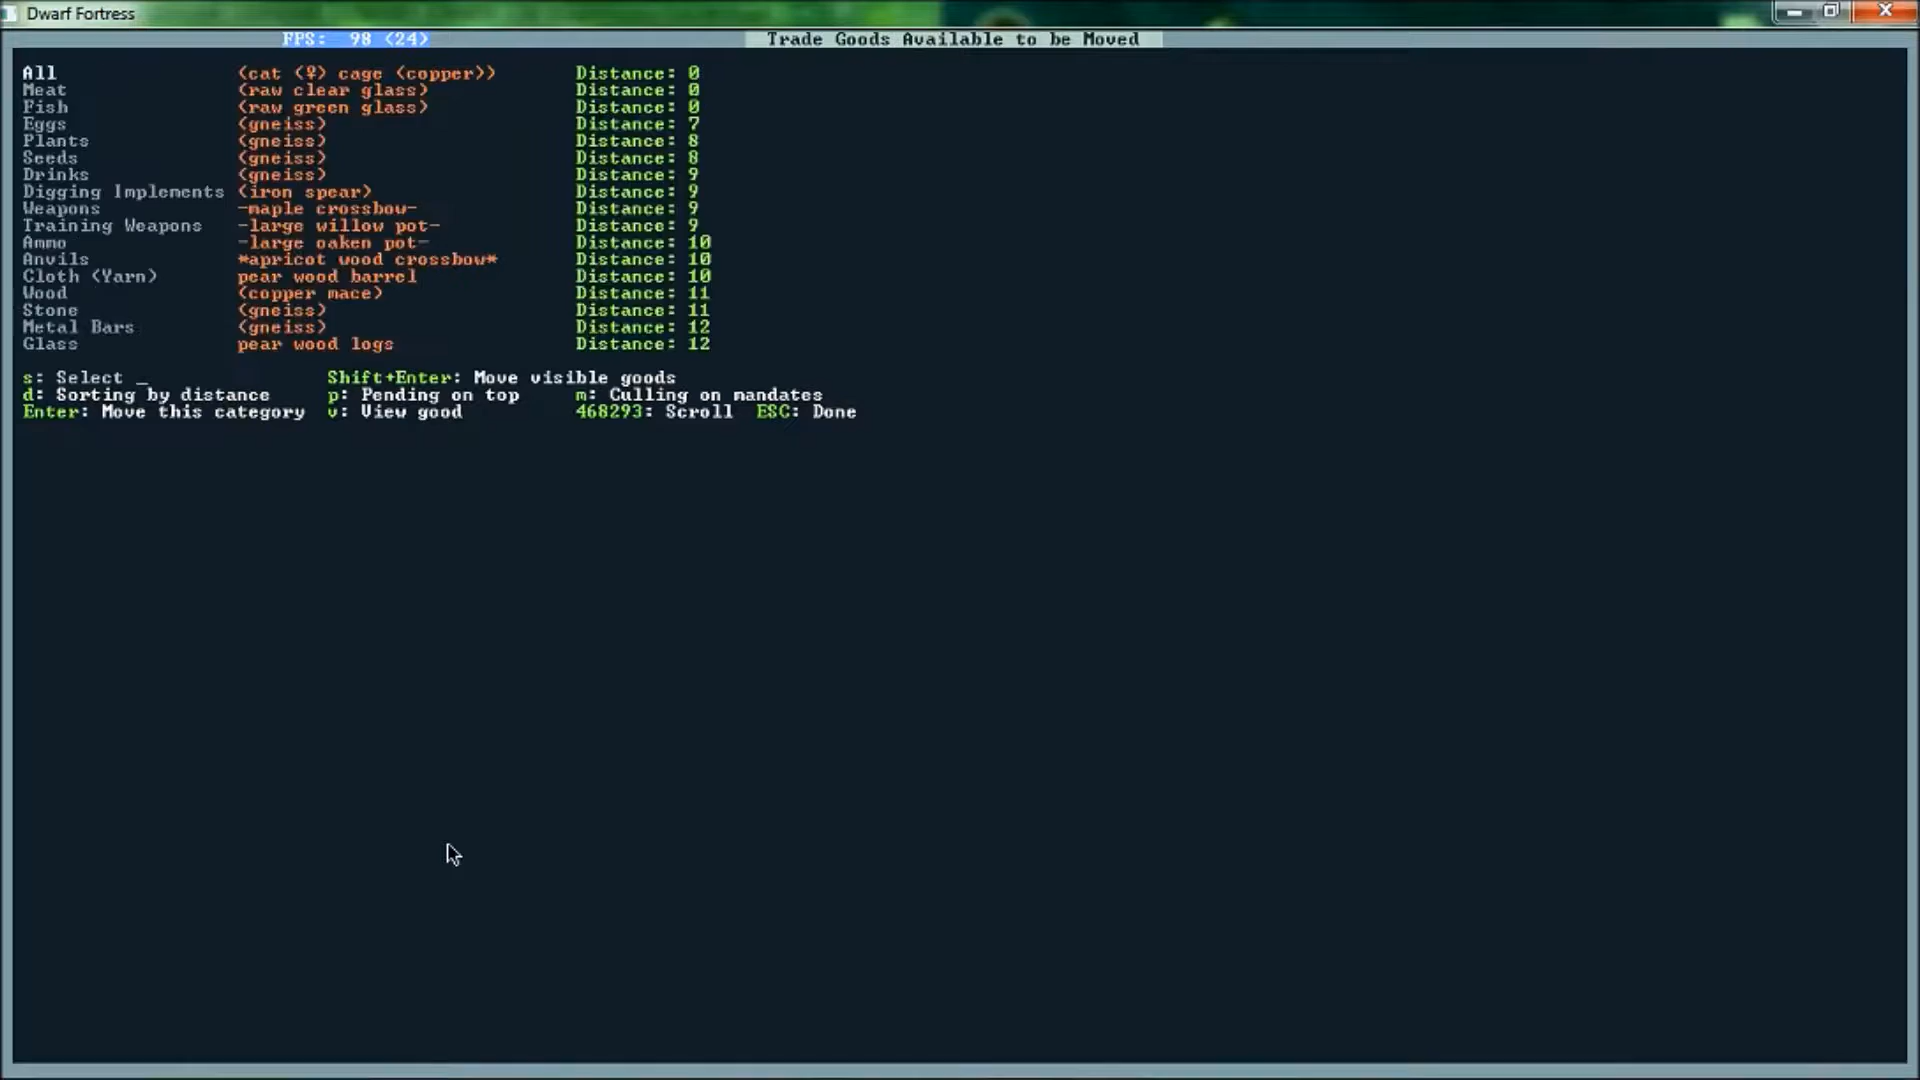 Dwarf Fortress
FPS: 98 (24) Trade Goods Available to be Moved
All (cat (♀) cage (copper)) Distance: 0
Meat (raw clear glass) Distance: 0
Fish (raw green glass) Distance: 0
Eggs (gneiss) Distance: 7
Plants (gneiss) Distance: 8
Seeds (gneiss) Distance: 8
Drinks (gneiss) Distance: 9
Digging Implements (iron spear) Distance: 9
Weapons -maple crossbow- Distance: 9
Training Weapons -large willow pot- Distance: 9
Ammo -large oaken pot- Distance: 10
Anvils *apricot wood crossbow* Distance: 10
Cloth (Yarn) pear wood barrel Distance: 10
Wood (copper mace) Distance: 11
Stone (gneiss) Distance: 11
Metal Bars (gneiss) Distance: 12
Glass pear wood logs Distance: 12
s: Select _ Shift+Enter: Move visible goods
d: Sorting by distance p: Pending on top m: Culling on mandates
Enter: Move this category v: View good 468293: Scroll ESC: Done